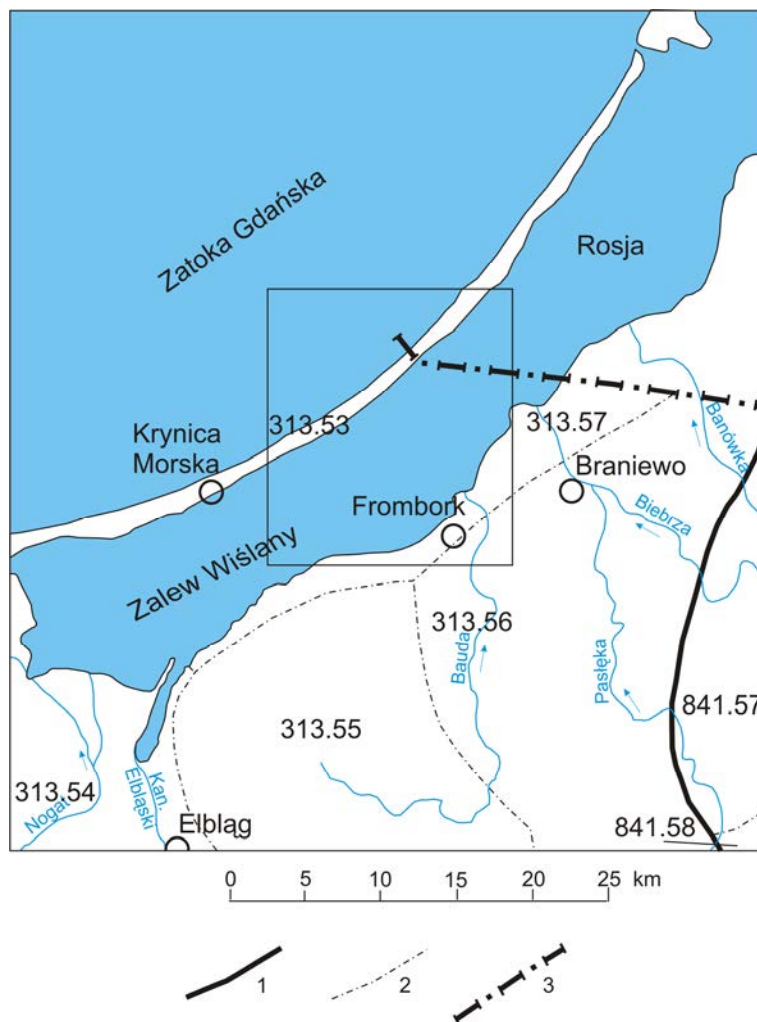 Zatoka Gdańska
Rosja
313.53
313.57
Krynica
Morska
Banówka
Braniewo
Frombork
Biebrza
Zalew Wiślany
313.56
Bauda
Pasłęka
841.57
313.55
313.54
Nogat
Kan.
Elbląski
Elbląg
841.58
0 5 10 15 20 25 km
1 2 3